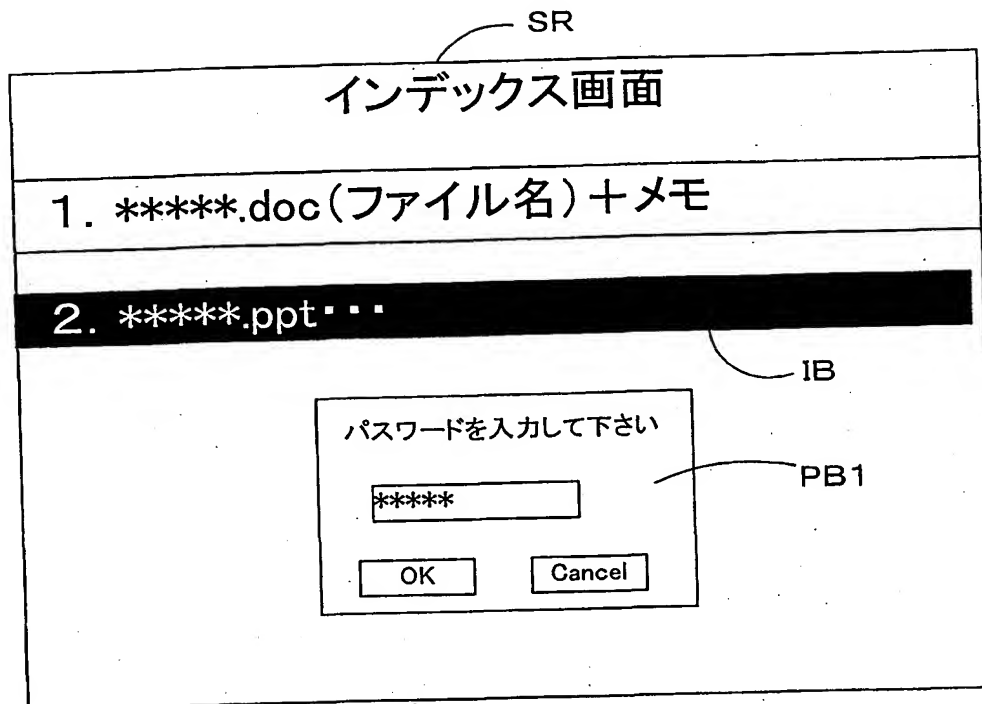 SR
インデックス画面
1. *****.doc(ファイル名)+メモ
2. *****.ppt・・・
IB
パスワードを入力して下さい
PB1
*****
OK Cancel